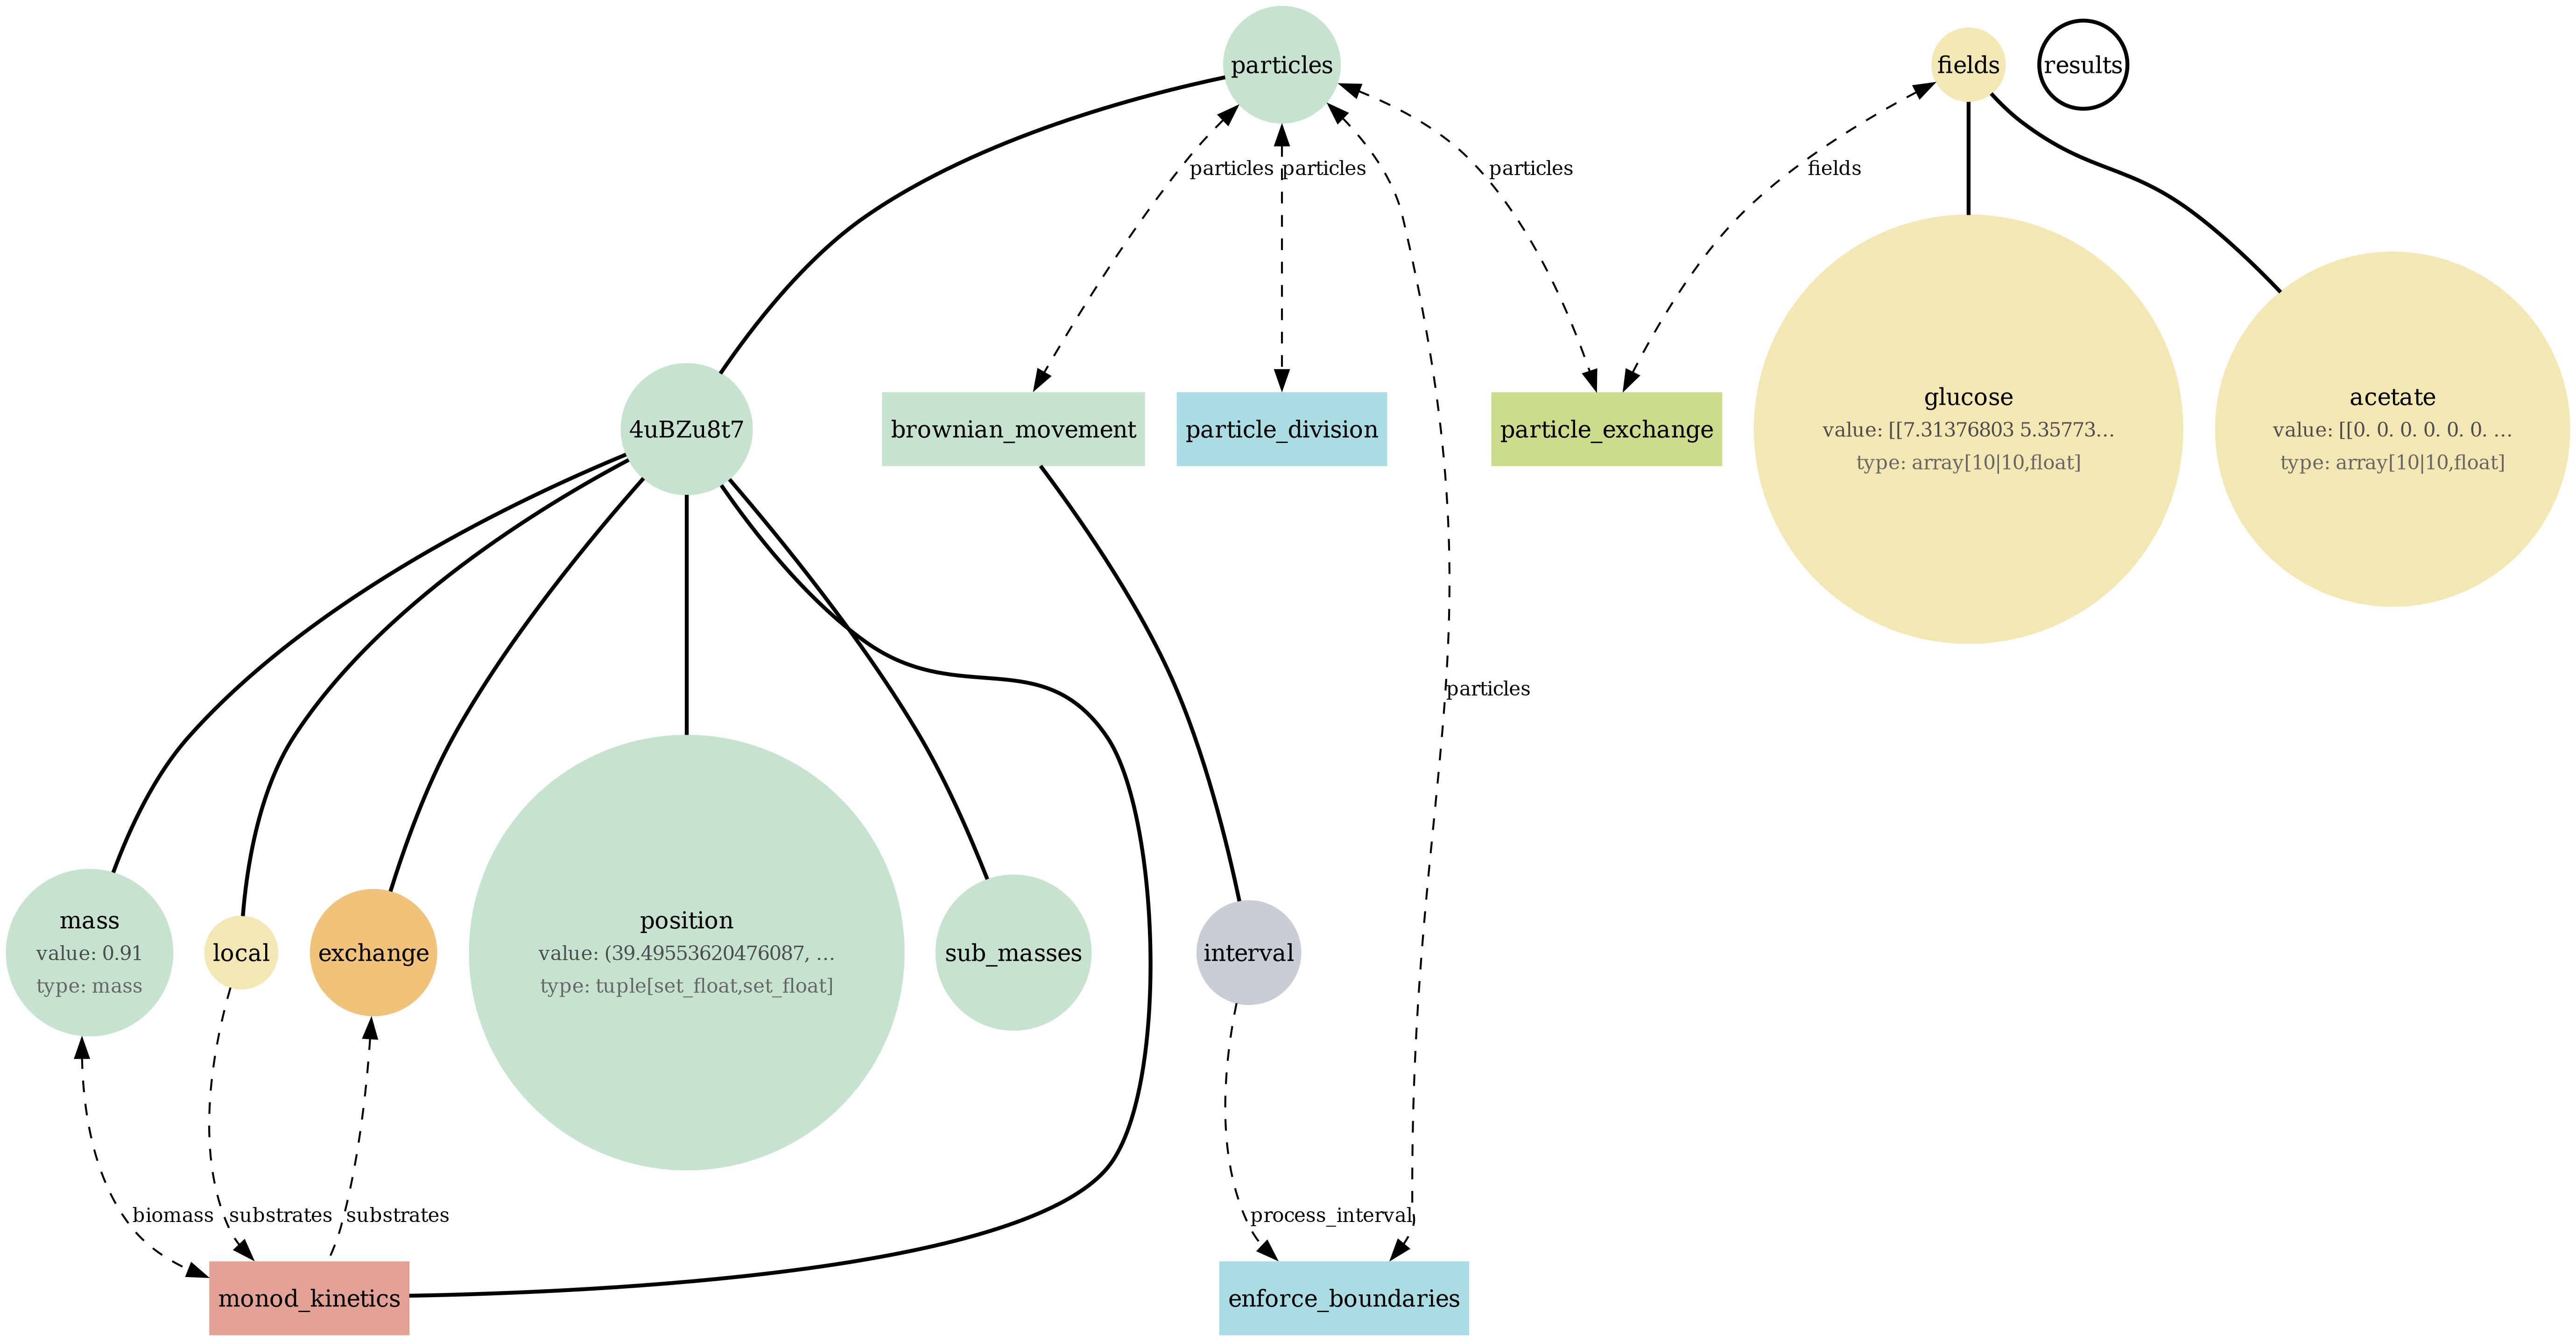 particles
fields
results
particles
particles
particles
fields
4uBZu8t7
brownian_movement
particle_division
particle_exchange
glucose
value: [[7.31376803 5.35773…
type: array[10|10,float]
acetate
value: [[0. 0. 0. 0. 0. 0. …
type: array[10|10,float]
particles
mass
value: 0.91
type: mass
local
exchange
position
value: (39.49553620476087, …
type: tuple[set_float,set_float]
sub_masses
interval
biomass
substrates
substrates
process_interval
monod_kinetics
enforce_boundaries